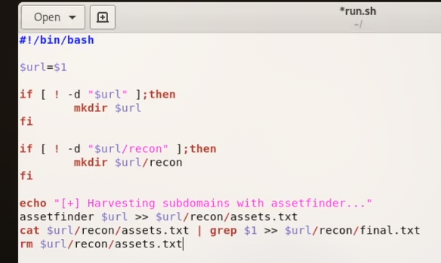 Open
*run.sh
~/
#!/bin/bash
$url=$1
if [ ! -d "$url" ];then
mkdir $url
fi
if [ ! -d "$url/recon" ];then
mkdir $url/recon
fi
echo "[+] Harvesting subdomains with assetfinder..."
assetfinder $url >> $url/recon/assets.txt
cat $url/recon/assets.txt | grep $1 >> $url/recon/final.txt
rm $url/recon/assets.txt